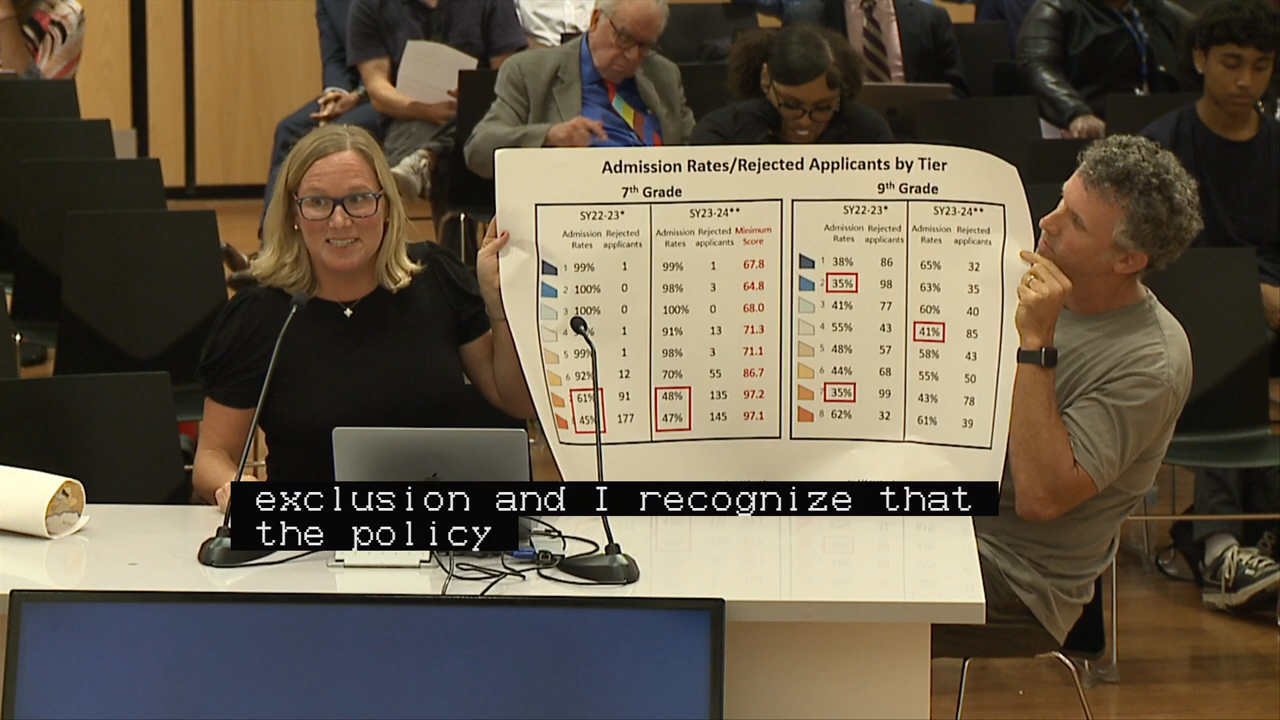 Admission Rates/Rejected Applicants by Tier
7th Grade 9th Grade
SY22-23* SY23-24** SY22-23* SY23-24**
Admission Rejected Admission Rejected Minimum Admission Rejected Admission Rejected
Rates applicants Rates applicants Score Rates applicants Rates applicants
1 99% 1 99% 1 67.8 1 38% 86 65% 32
2 100% 0 98% 3 64.8 2 35% 98 63% 35
3 100% 0 100% 0 68.0 3 41% 77 60% 40
4 1 91% 13 71.3 4 55% 43 41% 85
5 99% 1 98% 3 71.1 5 48% 57 58% 43
6 92% 12 70% 55 86.7 6 44% 68 55% 50
61% 91 48% 135 97.2 7 35% 99 43% 78
45% 177 47% 145 97.1 8 62% 32 61% 39
exclusion and I recognize that
the policy